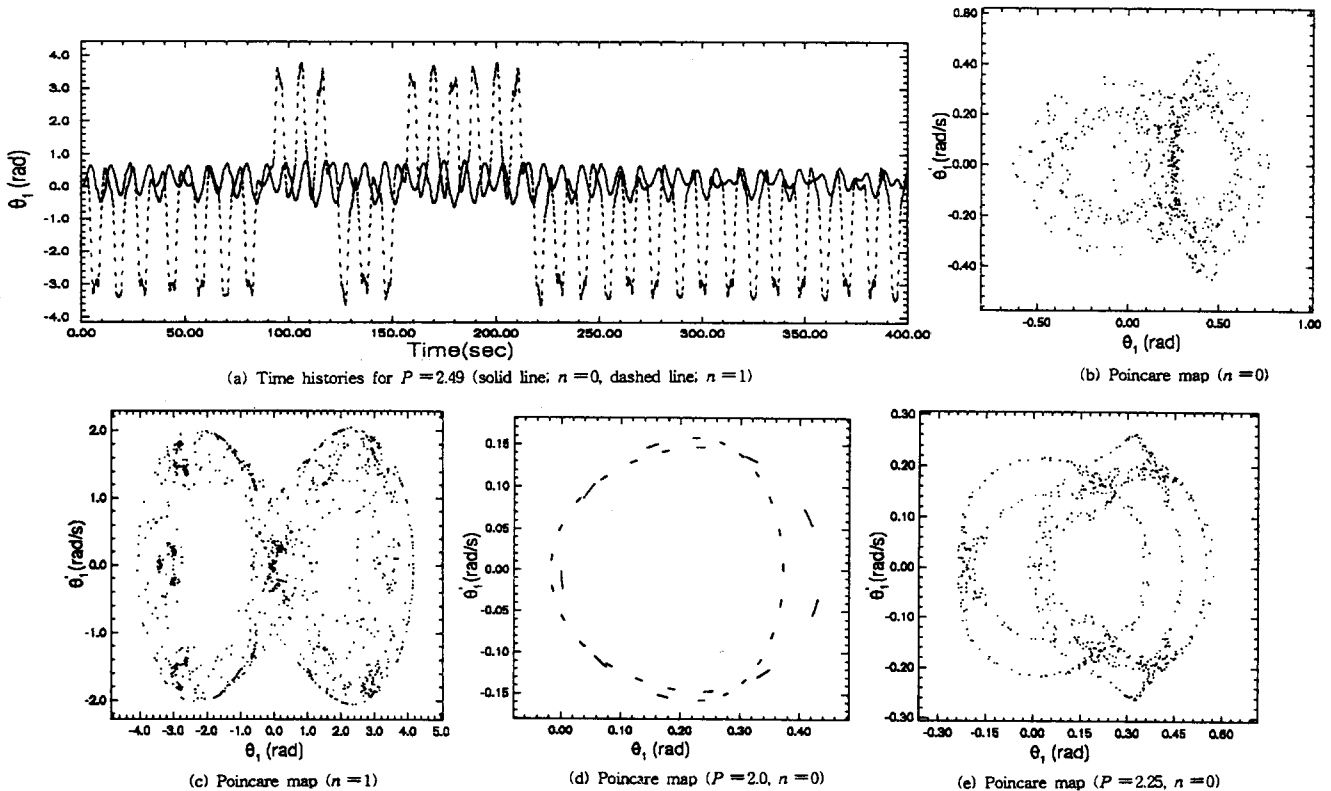 4.0
3.0
2.0
1.0
0.0
-1.0
-2.0
-3.0
-4.0
θ₁ (rad)
0.00 50.00 100.00 150.00 200.00 250.00 300.00 350.00 400.00
Time(sec)
(a) Time histories for P = 2.49 (solid line; n = 0, dashed line; n = 1)
0.60
0.40
0.20
0.00
-0.20
-0.40
θ₁' (rad/s)
-0.50 0.00 0.50 1.00
θ₁ (rad)
(b) Poincare map (n = 0)
2.0
1.0
0.0
-1.0
-2.0
θ₁' (rad/s)
-4.0 -3.0 -2.0 -1.0 0.0 1.0 2.0 3.0 4.0 5.0
θ₁ (rad)
(c) Poincare map (n = 1)
0.15
0.10
0.05
0.00
-0.05
-0.10
-0.15
θ₁' (rad/s)
0.00 0.10 0.20 0.30 0.40
θ₁ (rad)
(d) Poincare map (P = 2.0, n = 0)
0.30
0.20
0.10
0.00
-0.10
-0.20
-0.30
θ₁' (rad/s)
-0.30 -0.15 0.00 0.15 0.30 0.45 0.60
θ₁ (rad)
(e) Poincare map (P = 2.25, n = 0)